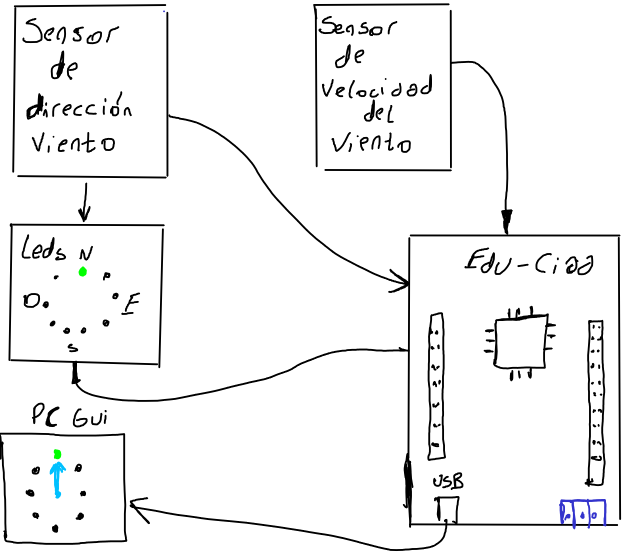 Sensor
de
dirección
viento
Sensor
de
velocidad
del
viento
Leds N
O
E
S
Edu-Ciaa
PC Gui
USB